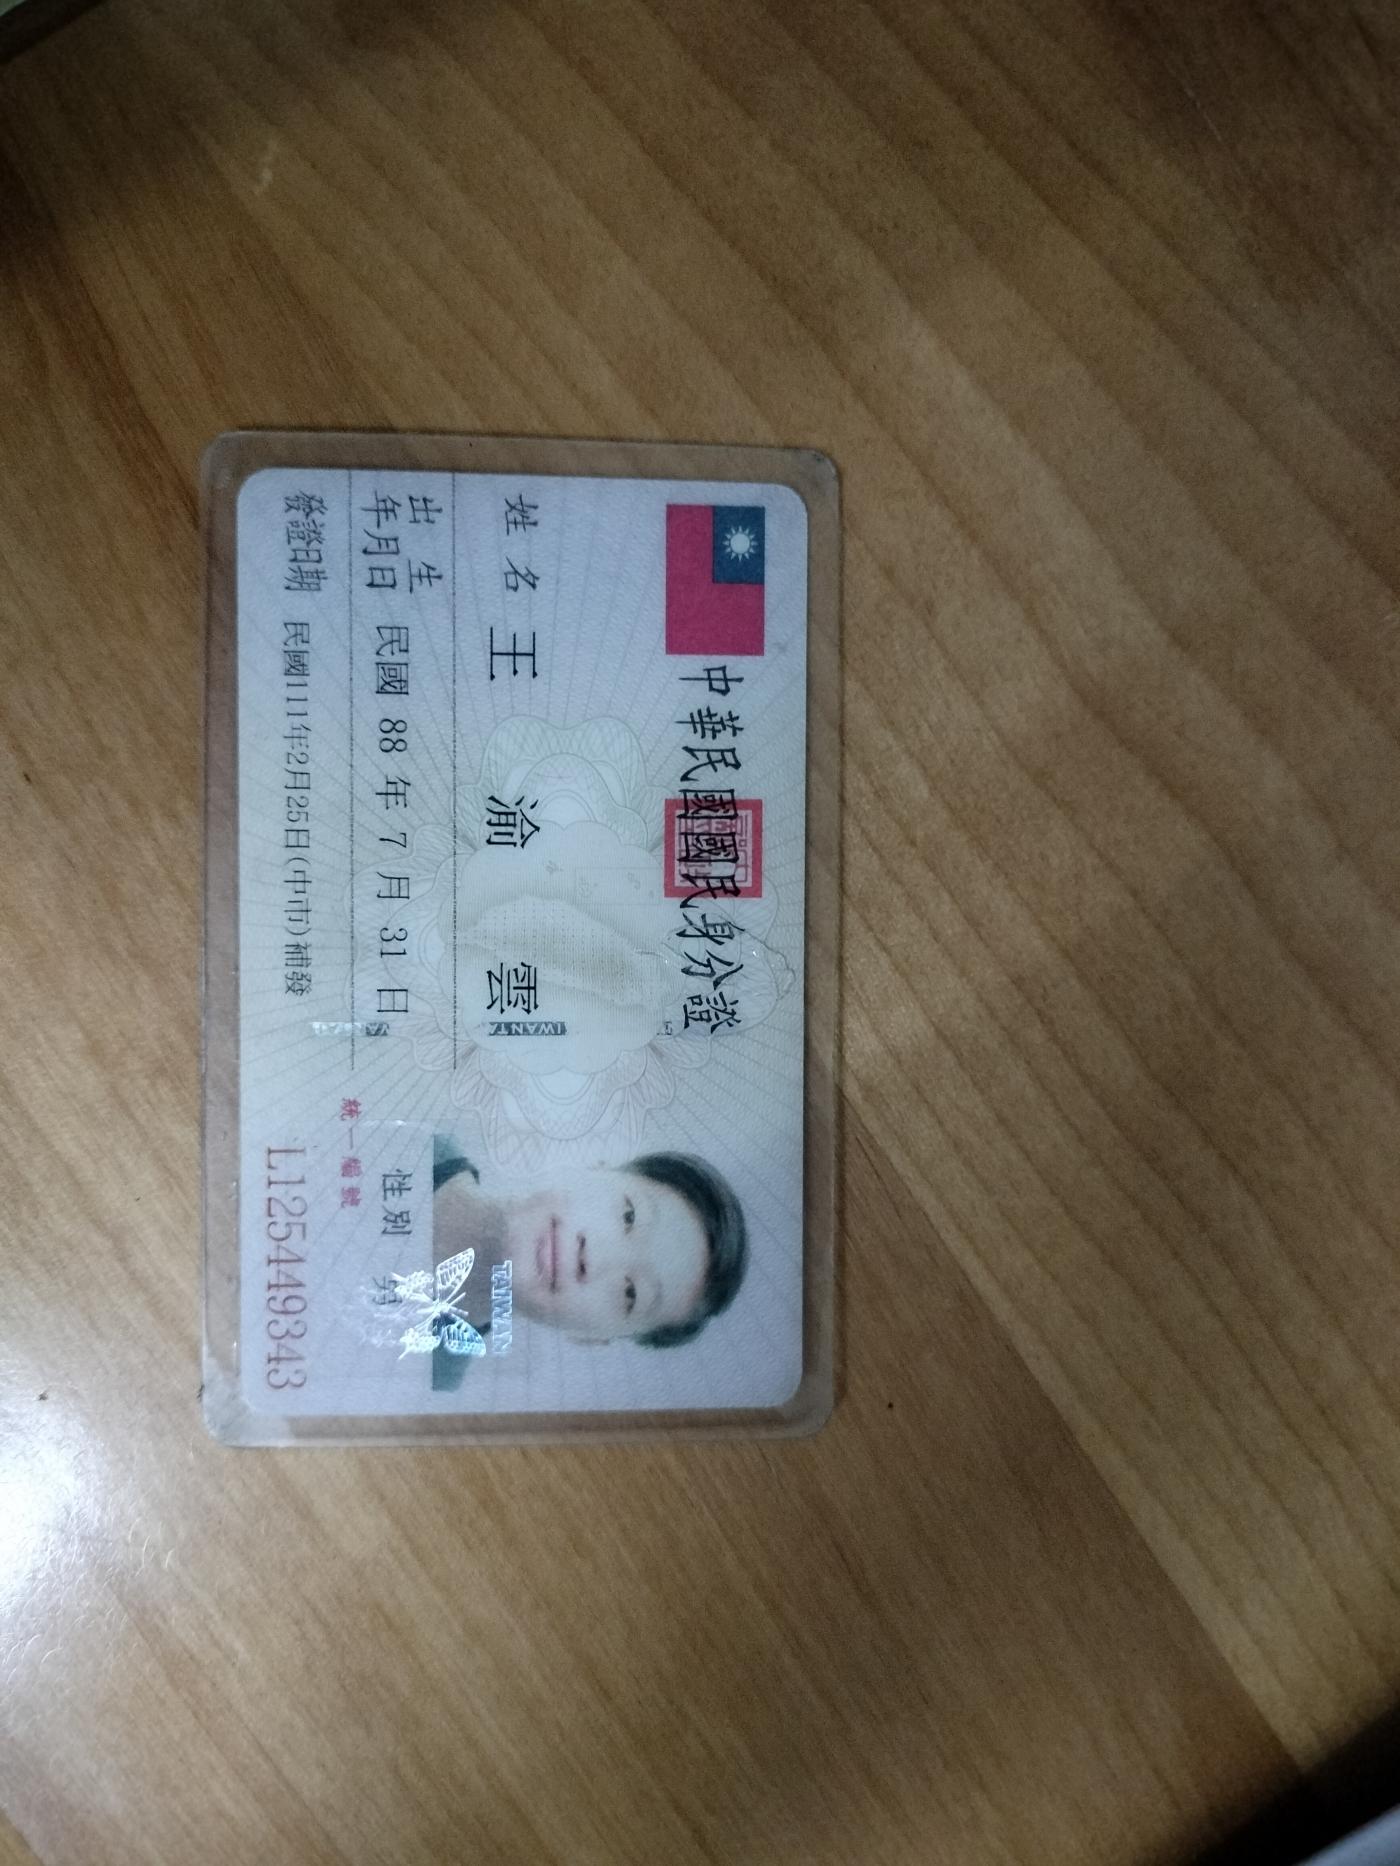 中華民國國民身分證
姓名 王渝雲
出生年月日 民國 88 年 7 月 31 日
發證日期 民國111年2月25日(中市)補發
性別 男
統一編號
L125449343
TAIWAN